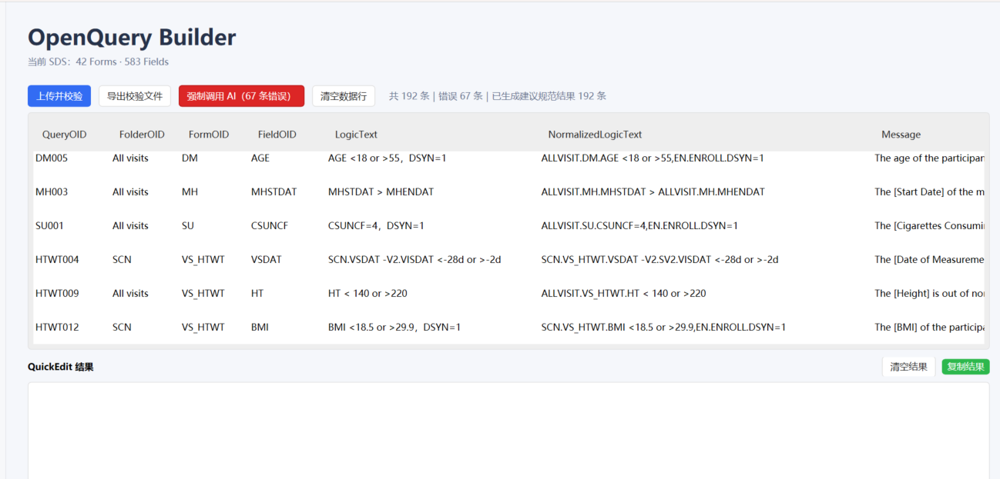 OpenQuery Builder
当前 SDS：42 Forms · 583 Fields
上传并校验 导出校验文件 强制调用 AI（67 条错误） 清空数据行 共 192 条 | 错误 67 条 | 已生成建议规范结果 192 条
QueryOID FolderOID FormOID FieldOID LogicText NormalizedLogicText Message
DM005 All visits DM AGE AGE <18 or >55，DSYN=1 ALLVISIT.DM.AGE <18 or >55,EN.ENROLL.DSYN=1 The age of the participan
MH003 All visits MH MHSTDAT MHSTDAT > MHENDAT ALLVISIT.MH.MHSTDAT > ALLVISIT.MH.MHENDAT The [Start Date] of the m
SU001 All visits SU CSUNCF CSUNCF=4，DSYN=1 ALLVISIT.SU.CSUNCF=4,EN.ENROLL.DSYN=1 The [Cigarettes Consumi
HTWT004 SCN VS_HTWT VSDAT SCN.VSDAT -V2.VISDAT <-28d or >-2d SCN.VS_HTWT.VSDAT -V2.SV2.VISDAT <-28d or >-2d The [Date of Measureme
HTWT009 All visits VS_HTWT HT HT < 140 or >220 ALLVISIT.VS_HTWT.HT < 140 or >220 The [Height] is out of no
HTWT012 SCN VS_HTWT BMI BMI <18.5 or >29.9，DSYN=1 SCN.VS_HTWT.BMI <18.5 or >29.9,EN.ENROLL.DSYN=1 The [BMI] of the participa
QuickEdit 结果 清空结果 复制结果